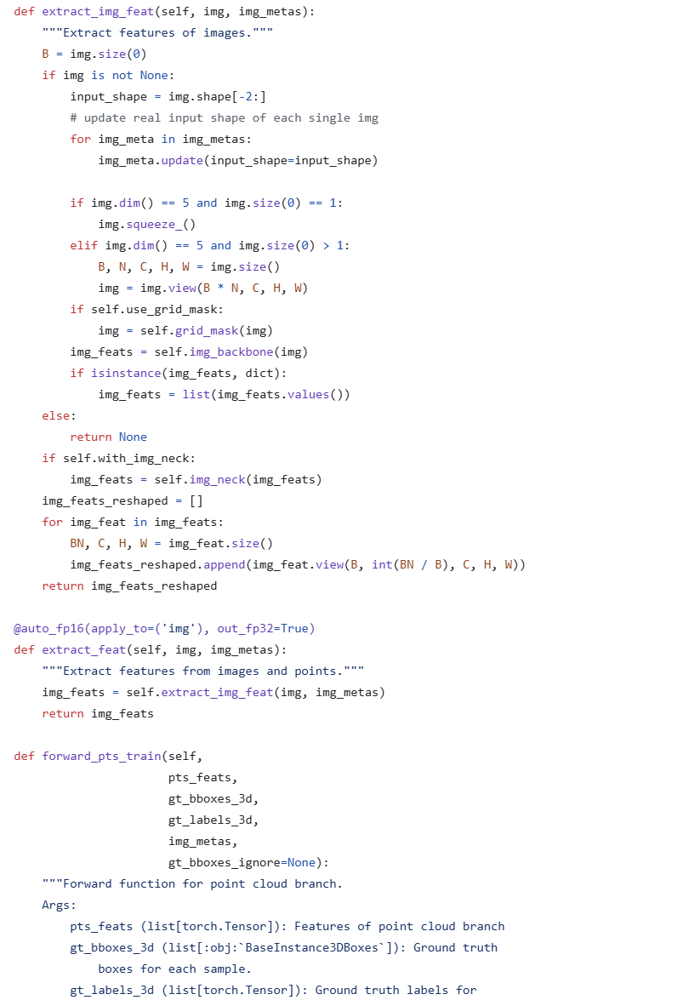 def extract_img_feat(self, img, img_metas):
    """Extract features of images."""
    B = img.size(0)
    if img is not None:
        input_shape = img.shape[-2:]
        # update real input shape of each single img
        for img_meta in img_metas:
            img_meta.update(input_shape=input_shape)

        if img.dim() == 5 and img.size(0) == 1:
            img.squeeze_()
        elif img.dim() == 5 and img.size(0) > 1:
            B, N, C, H, W = img.size()
            img = img.view(B * N, C, H, W)
        if self.use_grid_mask:
            img = self.grid_mask(img)
        img_feats = self.img_backbone(img)
        if isinstance(img_feats, dict):
            img_feats = list(img_feats.values())
    else:
        return None
    if self.with_img_neck:
        img_feats = self.img_neck(img_feats)
    img_feats_reshaped = []
    for img_feat in img_feats:
        BN, C, H, W = img_feat.size()
        img_feats_reshaped.append(img_feat.view(B, int(BN / B), C, H, W))
    return img_feats_reshaped

@auto_fp16(apply_to=('img'), out_fp32=True)
def extract_feat(self, img, img_metas):
    """Extract features from images and points."""
    img_feats = self.extract_img_feat(img, img_metas)
    return img_feats

def forward_pts_train(self,
                      pts_feats,
                      gt_bboxes_3d,
                      gt_labels_3d,
                      img_metas,
                      gt_bboxes_ignore=None):
    """Forward function for point cloud branch.
    Args:
        pts_feats (list[torch.Tensor]): Features of point cloud branch
        gt_bboxes_3d (list[:obj:`BaseInstance3DBoxes`]): Ground truth
            boxes for each sample.
        gt_labels_3d (list[torch.Tensor]): Ground truth labels for